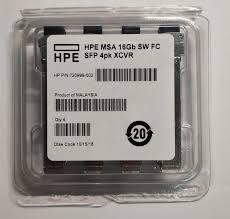 HPE
HPE MSA 16Gb SW FC
SFP 4pk XCVR
HP P/N 720999-002
Product of MALAYSIA
Qty 4
Date Code 10/15/18
20